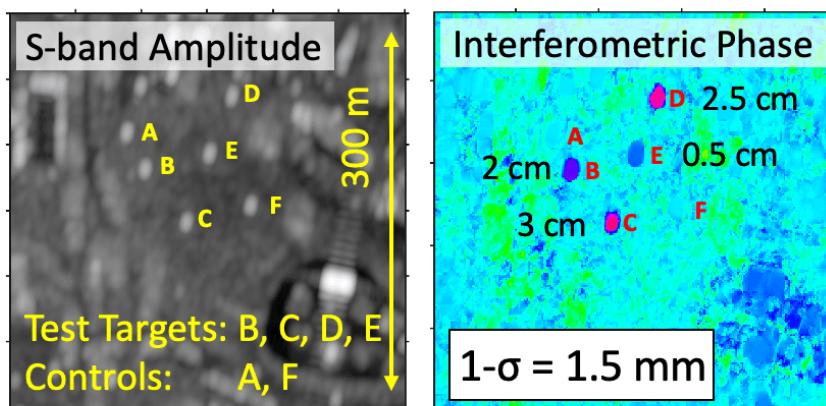 S-band Amplitude
D
A
B
E
C
F
300 m
Test Targets: B, C, D, E
Controls: A, F
Interferometric Phase
D 2.5 cm
A
E 0.5 cm
2 cm B
F
3 cm C
1-σ = 1.5 mm